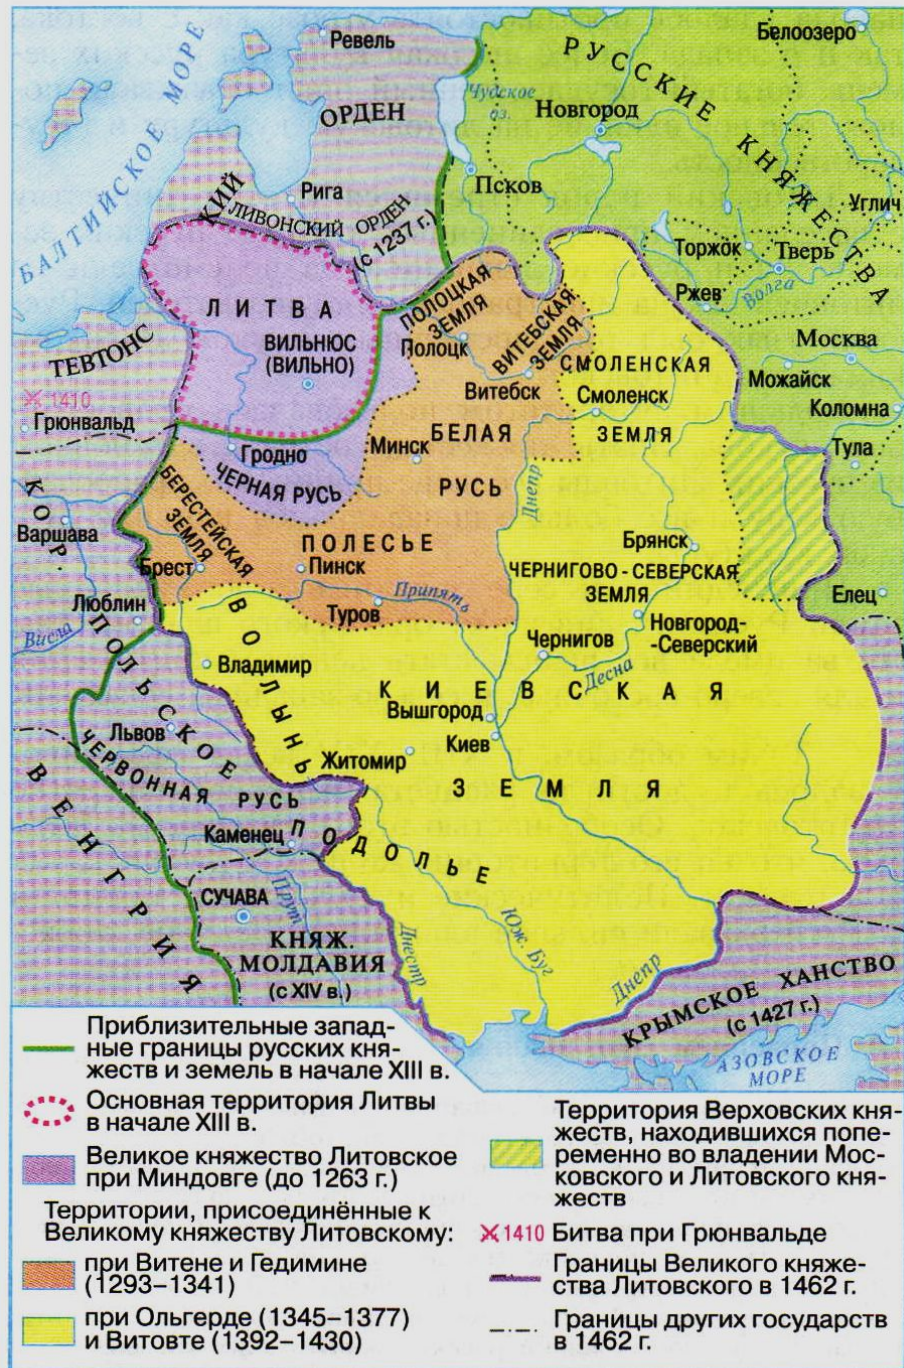 БАЛТИЙСКОЕ МОРЕ
Ревель
ОРДЕН
Чудское
оз.
РУССКИЕ КНЯЖЕСТВА
Белоозеро
Новгород
Псков
Рига
КИЙ
ЛИВОНСКИЙ ОРДЕН
(с 1237 г.)
Углич
Торжок
Тверь
Ржев
Волга
ЛИТВА
ВИЛЬНЮС
(ВИЛЬНО)
ПОЛОЦКАЯ
ЗЕМЛЯ
Полоцк
ВИТЕБСКАЯ
ЗЕМЛЯ
Витебск
СМОЛЕНСКАЯ
Смоленск
ЗЕМЛЯ
Москва
Можайск
Коломна
Тула
ТЕВТОНС
1410
Грюнвальд
Гродно
ЧЕРНАЯ РУСЬ
Минск
БЕЛАЯ
РУСЬ
Днепр
КОР.
ПОЛЬСКОЕ
Варшава
БЕРЕСТЕЙСКАЯ
ЗЕМЛЯ
Брест
ПОЛЕСЬЕ
Пинск
Туров
Припять
Брянск
ЧЕРНИГОВО-СЕВЕРСКАЯ
ЗЕМЛЯ
Елец
Люблин
Висла
ВОЛЫНЬ
Владимир
Чернигов
Десна
Новгород-
-Северский
КИЕВСКАЯ
Вышгород
Киев
ЗЕМЛЯ
Житомир
Львов
ЧЕРВОННАЯ РУСЬ
ВЕНГРИЯ
Каменец
ПОДОЛЬЕ
СУЧАВА
Прут
КНЯЖ.
МОЛДАВИЯ
(с XIV в.)
Днестр
Юж. Буг
Днепр
КРЫМСКОЕ ХАНСТВО
(с 1427 г.)
АЗОВСКОЕ
МОРЕ
Приблизительные запад-
ные границы русских кня-
жеств и земель в начале XIII в.
Основная территория Литвы
в начале XIII в.
Великое княжество Литовское
при Миндовге (до 1263 г.)
Территории, присоединённые к
Великому княжеству Литовскому:
при Витене и Гедимине
(1293–1341)
при Ольгерде (1345–1377)
и Витовте (1392–1430)
Территория Верховских кня-
жеств, находившихся попе-
ременно во владении Мос-
ковского и Литовского кня-
жеств
1410 Битва при Грюнвальде
Границы Великого княже-
ства Литовского в 1462 г.
Границы других государств
в 1462 г.